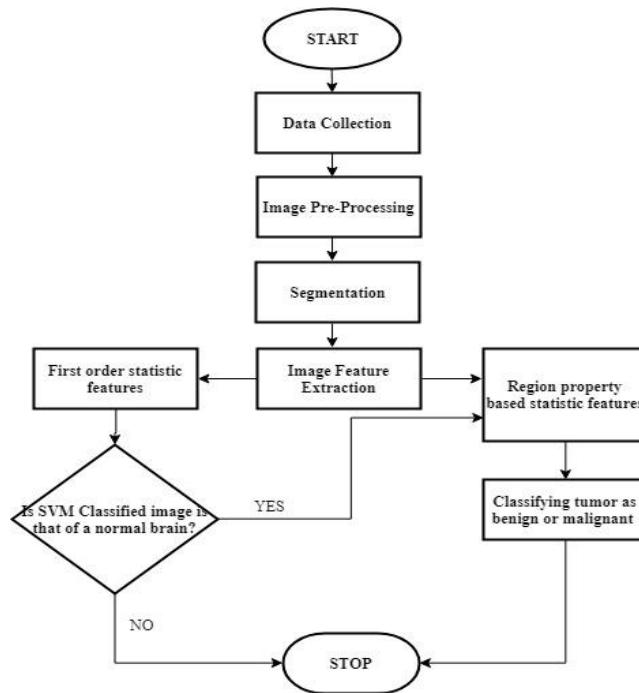 START
Data Collection
Image Pre-Processing
Segmentation
First order statistic
features
Image Feature
Extraction
Region property
based statistic features
Is SVM Classified image is
that of a normal brain?
YES
Classifying tumor as
benign or malignant
NO
STOP